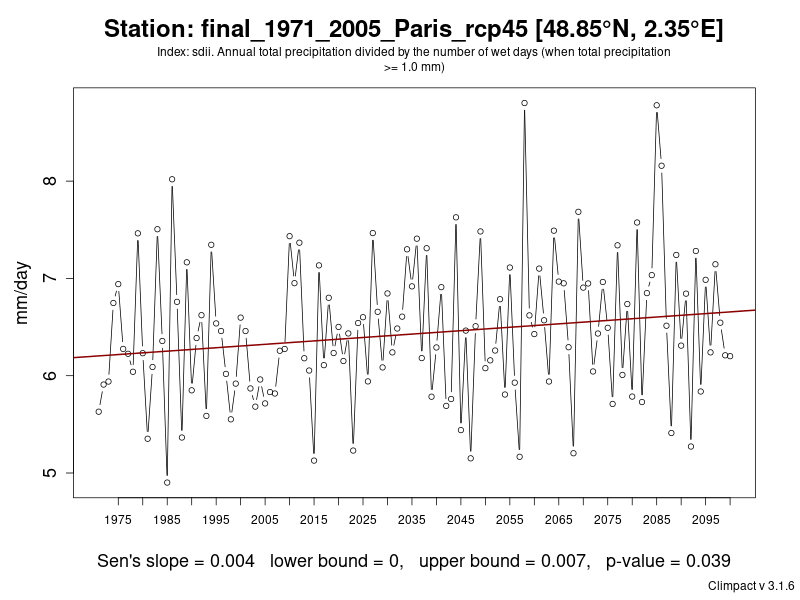 Station: final_1971_2005_Paris_rcp45 [48.85°N, 2.35°E]
Index: sdii. Annual total precipitation divided by the number of wet days (when total precipitation
>= 1.0 mm)
mm/day
8
7
6
5
1975 1985 1995 2005 2015 2025 2035 2045 2055 2065 2075 2085 2095
Sen's slope = 0.004 lower bound = 0, upper bound = 0.007, p-value = 0.039
Climpact v 3.1.6